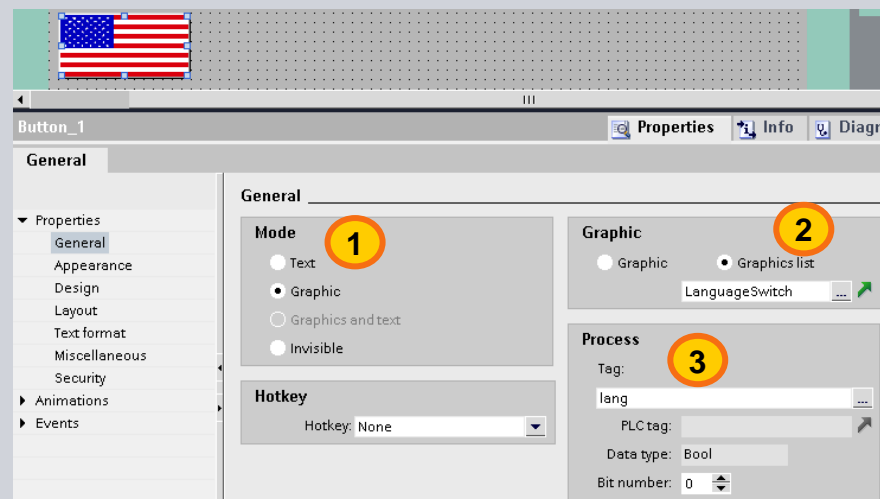 Button_1
Properties
Info
Diagn
General
Properties
General
Appearance
Design
Layout
Text format
Miscellaneous
Security
Animations
Events
General
Mode
1
Text
Graphic
Graphics and text
Invisible
Hotkey
Hotkey: None
Graphic
2
Graphic
Graphics list
LanguageSwitch
...
Process
3
Tag:
lang
...
PLC tag:
Data type: Bool
Bit number: 0